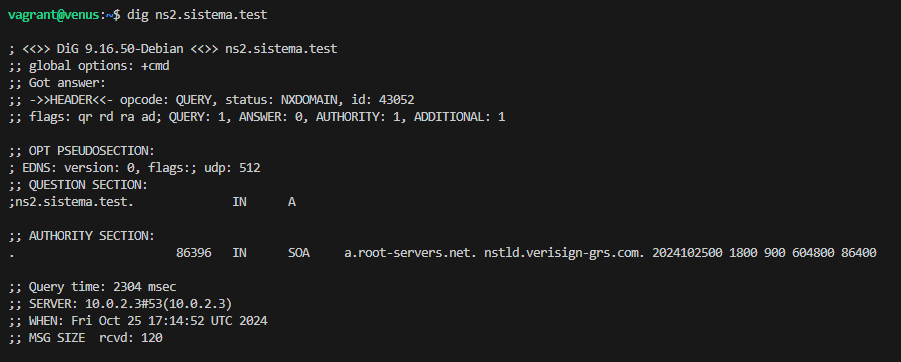 vagrant@venus:~$ dig ns2.sistema.test
; <<>> DiG 9.16.50-Debian <<>> ns2.sistema.test
;; global options: +cmd
;; Got answer:
;; ->>HEADER<<- opcode: QUERY, status: NXDOMAIN, id: 43052
;; flags: qr rd ra ad; QUERY: 1, ANSWER: 0, AUTHORITY: 1, ADDITIONAL: 1
;; OPT PSEUDOSECTION:
; EDNS: version: 0, flags:; udp: 512
;; QUESTION SECTION:
;ns2.sistema.test. IN A
;; AUTHORITY SECTION:
. 86396 IN SOA a.root-servers.net. nstld.verisign-grs.com. 2024102500 1800 900 604800 86400
;; Query time: 2304 msec
;; SERVER: 10.0.2.3#53(10.0.2.3)
;; WHEN: Fri Oct 25 17:14:52 UTC 2024
;; MSG SIZE rcvd: 120